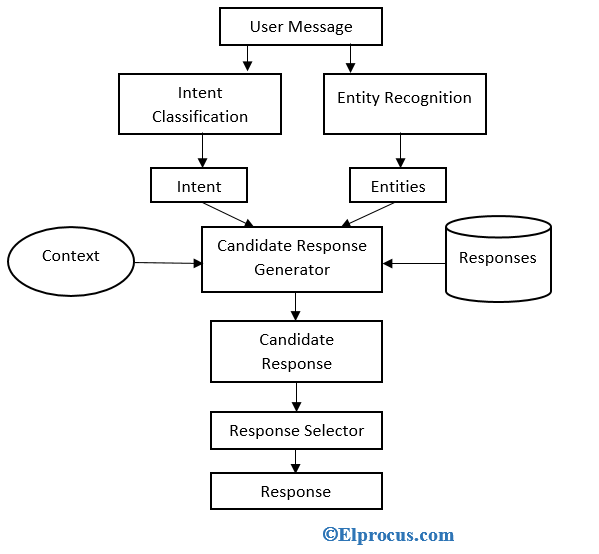 User Message
Intent
Classification
Entity Recognition
Intent
Entities
Context
Candidate Response
Generator
Responses
Candidate
Response
Response Selector
Response
©Elprocus.com